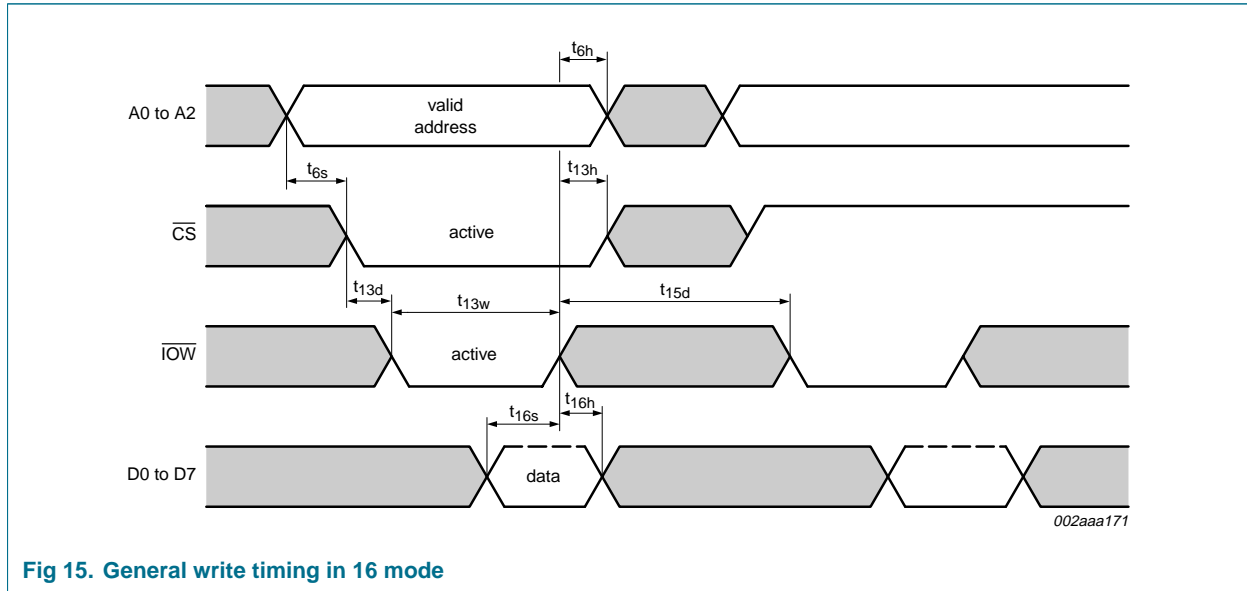 t6h
A0 to A2
valid
address
t6s
t13h
CS
active
t13d
t13w
t15d
IOW
active
t16s
t16h
D0 to D7
data
002aaa171
Fig 15. General write timing in 16 mode